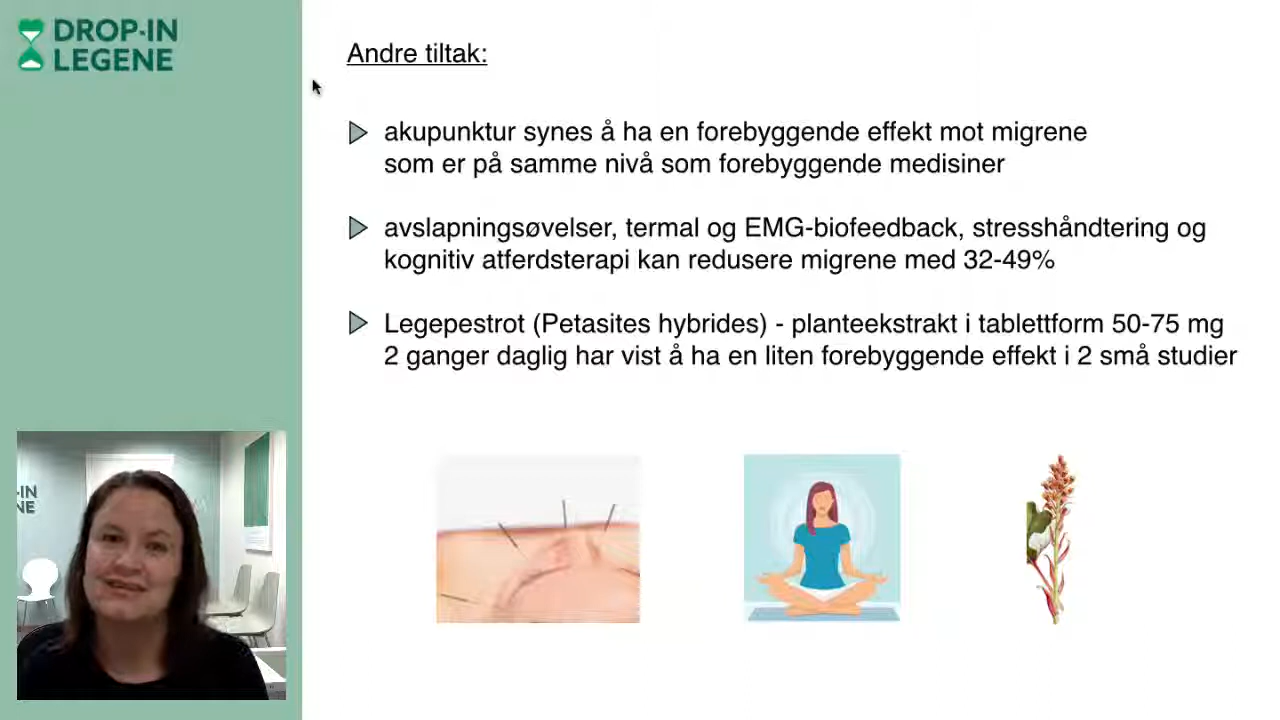 DROP-IN
LEGENE
Andre tiltak:
akupunktur synes å ha en forebyggende effekt mot migrene
som er på samme nivå som forebyggende medisiner
avslapningsøvelser, termal og EMG-biofeedback, stresshåndtering og
kognitiv atferdsterapi kan redusere migrene med 32-49%
Legepestrot (Petasites hybrides) - planteekstrakt i tablettform 50-75 mg
2 ganger daglig har vist å ha en liten forebyggende effekt i 2 små studier
-IN
NE